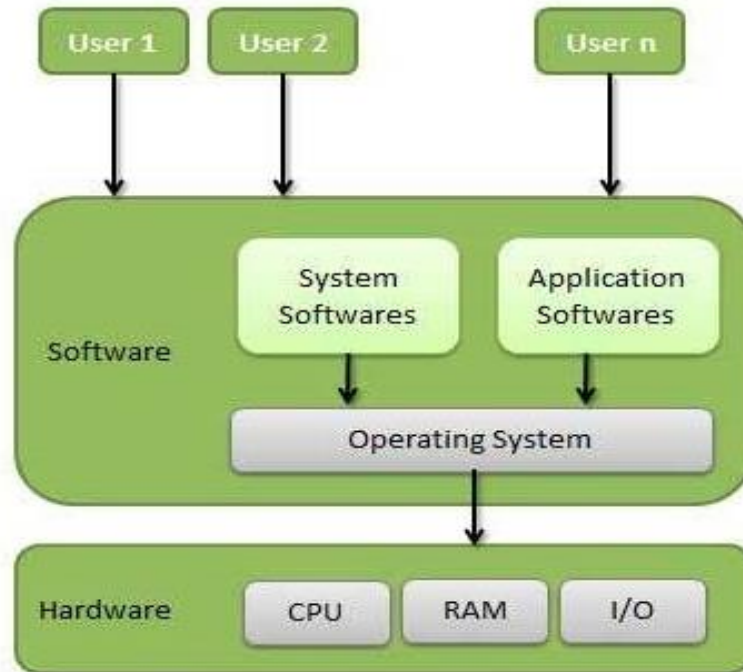 User 1
User 2
User n
System
Softwares
Application
Softwares
Software
Operating System
Hardware
CPU
RAM
I/O